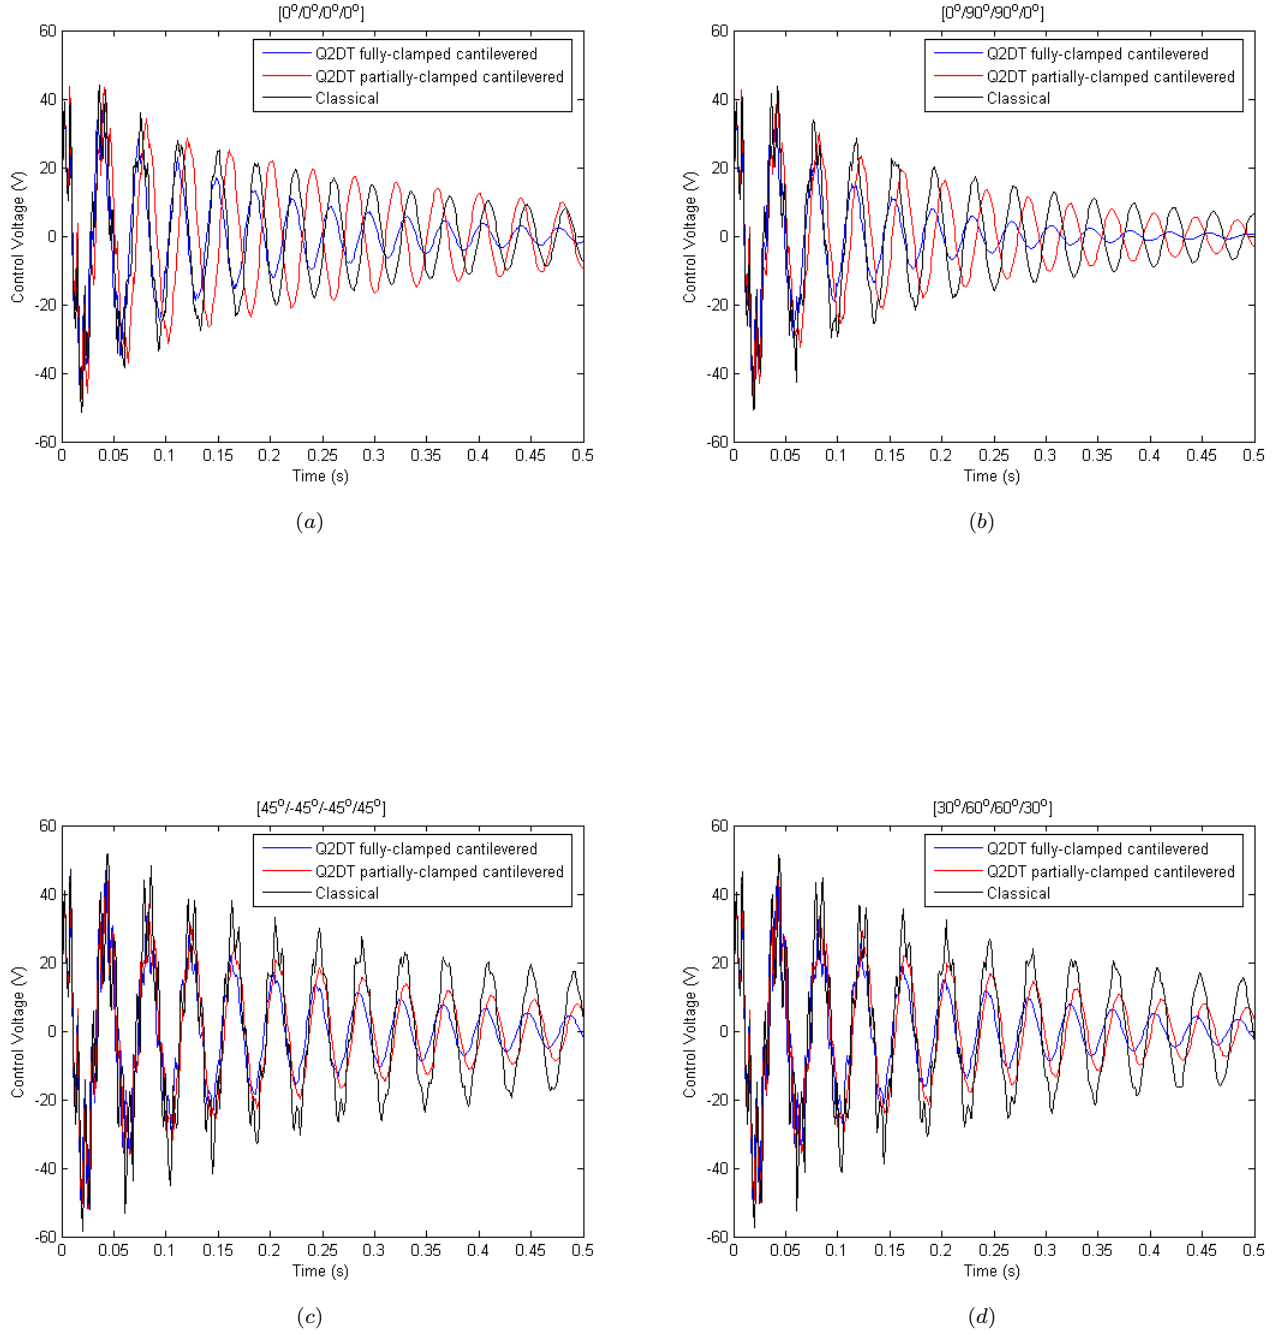 [0°/0°/0°/0°]
Q2DT fully-clamped cantilevered
Q2DT partially-clamped cantilevered
Classical
60
40
20
0
-20
-40
-60
Control Voltage (V)
0 0.05 0.1 0.15 0.2 0.25 0.3 0.35 0.4 0.45 0.5
Time (s)
(a)
[0°/90°/90°/0°]
Q2DT fully-clamped cantilevered
Q2DT partially-clamped cantilevered
Classical
60
40
20
0
-20
-40
-60
Control Voltage (V)
0 0.05 0.1 0.15 0.2 0.25 0.3 0.35 0.4 0.45 0.5
Time (s)
(b)
[45°/-45°/-45°/45°]
Q2DT fully-clamped cantilevered
Q2DT partially-clamped cantilevered
Classical
60
40
20
0
-20
-40
-60
Control Voltage (V)
0 0.05 0.1 0.15 0.2 0.25 0.3 0.35 0.4 0.45 0.5
Time (s)
(c)
[30°/60°/60°/30°]
Q2DT fully-clamped cantilevered
Q2DT partially-clamped cantilevered
Classical
60
40
20
0
-20
-40
-60
Control Voltage (V)
0 0.05 0.1 0.15 0.2 0.25 0.3 0.35 0.4 0.45 0.5
Time (s)
(d)